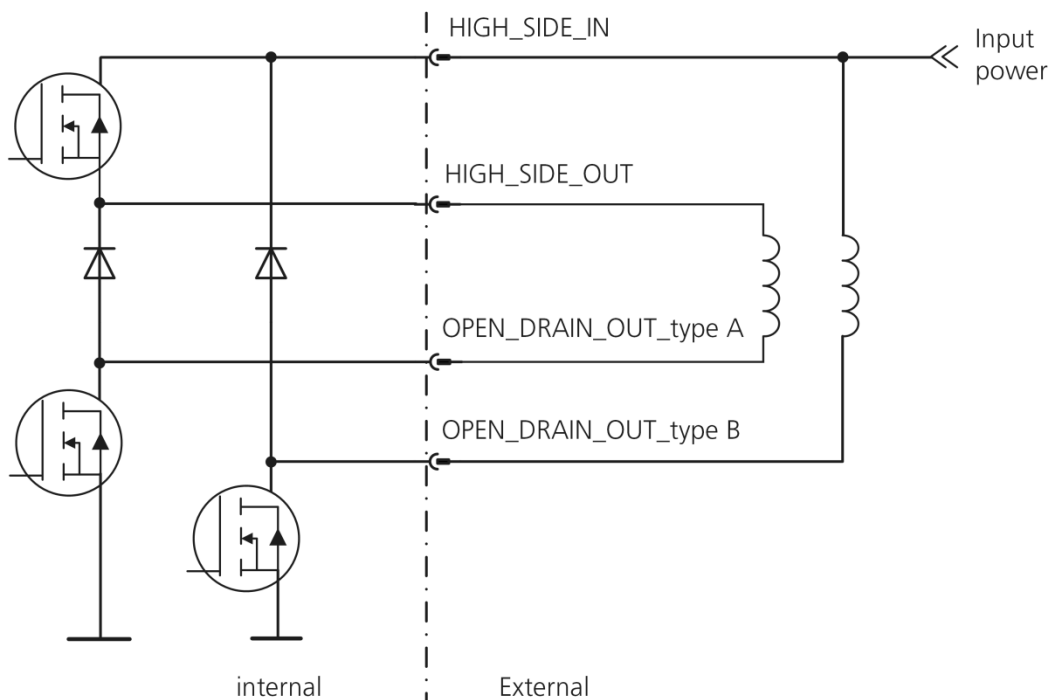 HIGH_SIDE_IN
Input
power
HIGH_SIDE_OUT
OPEN_DRAIN_OUT_type A
OPEN_DRAIN_OUT_type B
internal
External